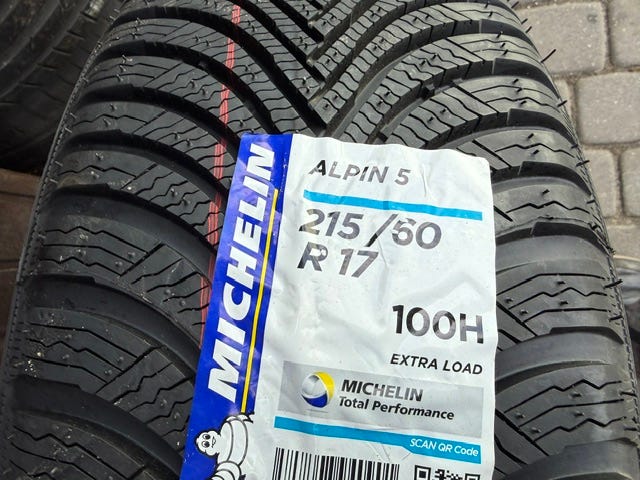 MICHELIN
ALPIN 5
215/60
R 17
100H
EXTRA LOAD
MICHELIN
Total Performance
SCAN QR Code